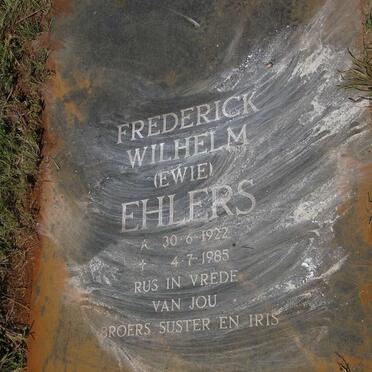 FREDERICK
WILHELM
(EWIE)
EHLERS
* 30·6·1922
† 4·7·1985
RUS IN VREDE
VAN JOU
BROERS SUSTER EN IRIS